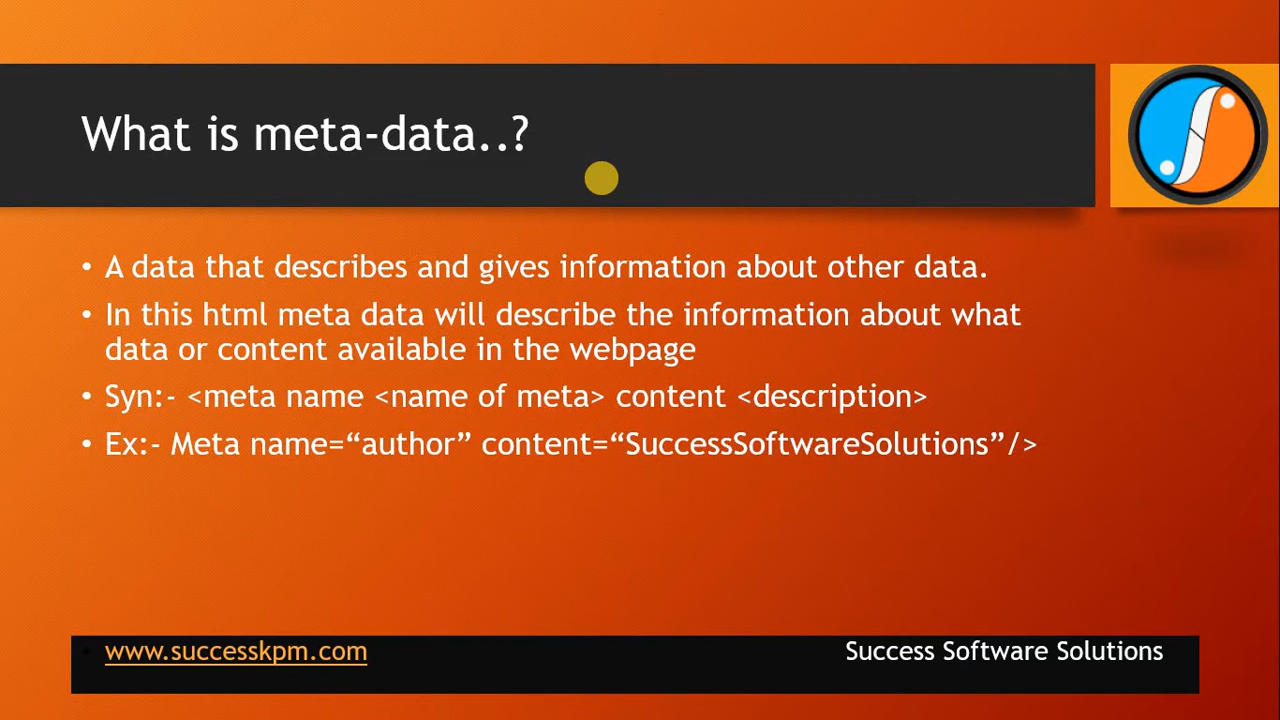 What is meta-data..?
• A data that describes and gives information about other data.
• In this html meta data will describe the information about what
data or content available in the webpage
• Syn:- <meta name <name of meta> content <description>
• Ex:- Meta name=“author” content=“SuccessSoftwareSolutions”/>
• www.successkpm.com Success Software Solutions